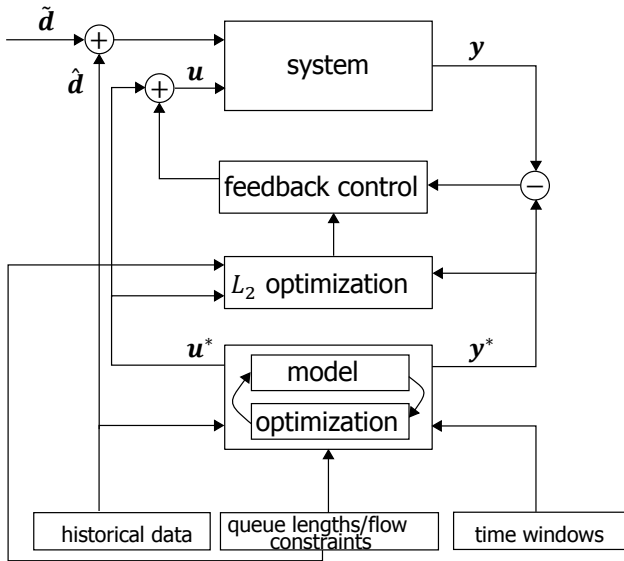 d̃
d̂
u
system
y
feedback control
L₂ optimization
u*
y*
model
optimization
historical data
queue lengths/flow
constraints
time windows